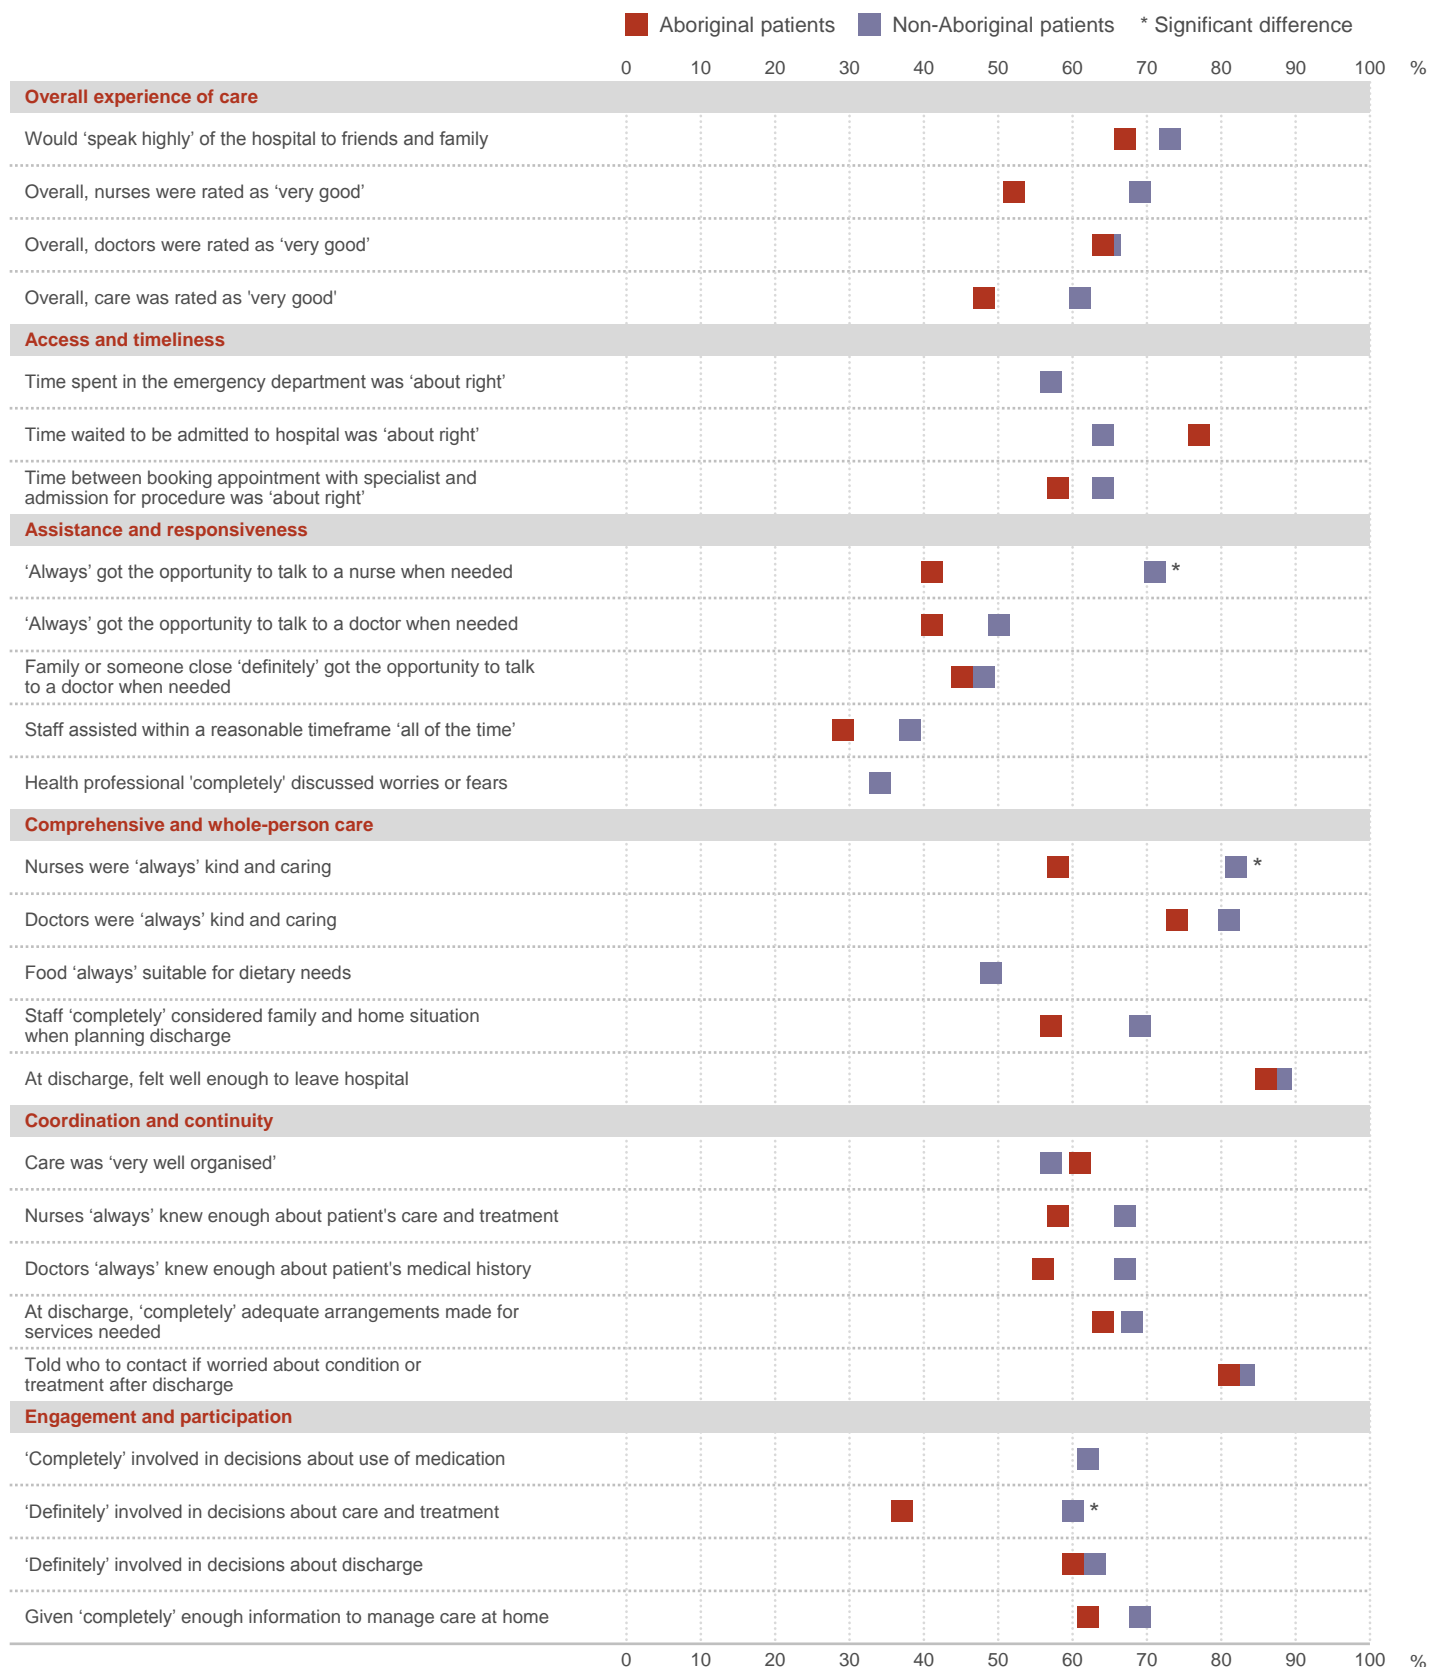 Aboriginal patients Non-Aboriginal patients * Significant difference
0 10 20 30 40 50 60 70 80 90 100 %
Overall experience of care
Would ‘speak highly’ of the hospital to friends and family
Overall, nurses were rated as ‘very good’
Overall, doctors were rated as ‘very good’
Overall, care was rated as 'very good'
Access and timeliness
Time spent in the emergency department was ‘about right’
Time waited to be admitted to hospital was ‘about right’
Time between booking appointment with specialist and
admission for procedure was ‘about right’
Assistance and responsiveness
‘Always’ got the opportunity to talk to a nurse when needed
*
‘Always’ got the opportunity to talk to a doctor when needed
Family or someone close ‘definitely’ got the opportunity to talk
to a doctor when needed
Staff assisted within a reasonable timeframe ‘all of the time’
Health professional 'completely' discussed worries or fears
Comprehensive and whole-person care
Nurses were ‘always’ kind and caring
*
Doctors were ‘always’ kind and caring
Food ‘always’ suitable for dietary needs
Staff ‘completely’ considered family and home situation
when planning discharge
At discharge, felt well enough to leave hospital
Coordination and continuity
Care was ‘very well organised’
Nurses ‘always’ knew enough about patient's care and treatment
Doctors ‘always’ knew enough about patient's medical history
At discharge, ‘completely’ adequate arrangements made for
services needed
Told who to contact if worried about condition or
treatment after discharge
Engagement and participation
‘Completely’ involved in decisions about use of medication
‘Definitely’ involved in decisions about care and treatment
*
‘Definitely’ involved in decisions about discharge
Given ‘completely’ enough information to manage care at home
0 10 20 30 40 50 60 70 80 90 100 %